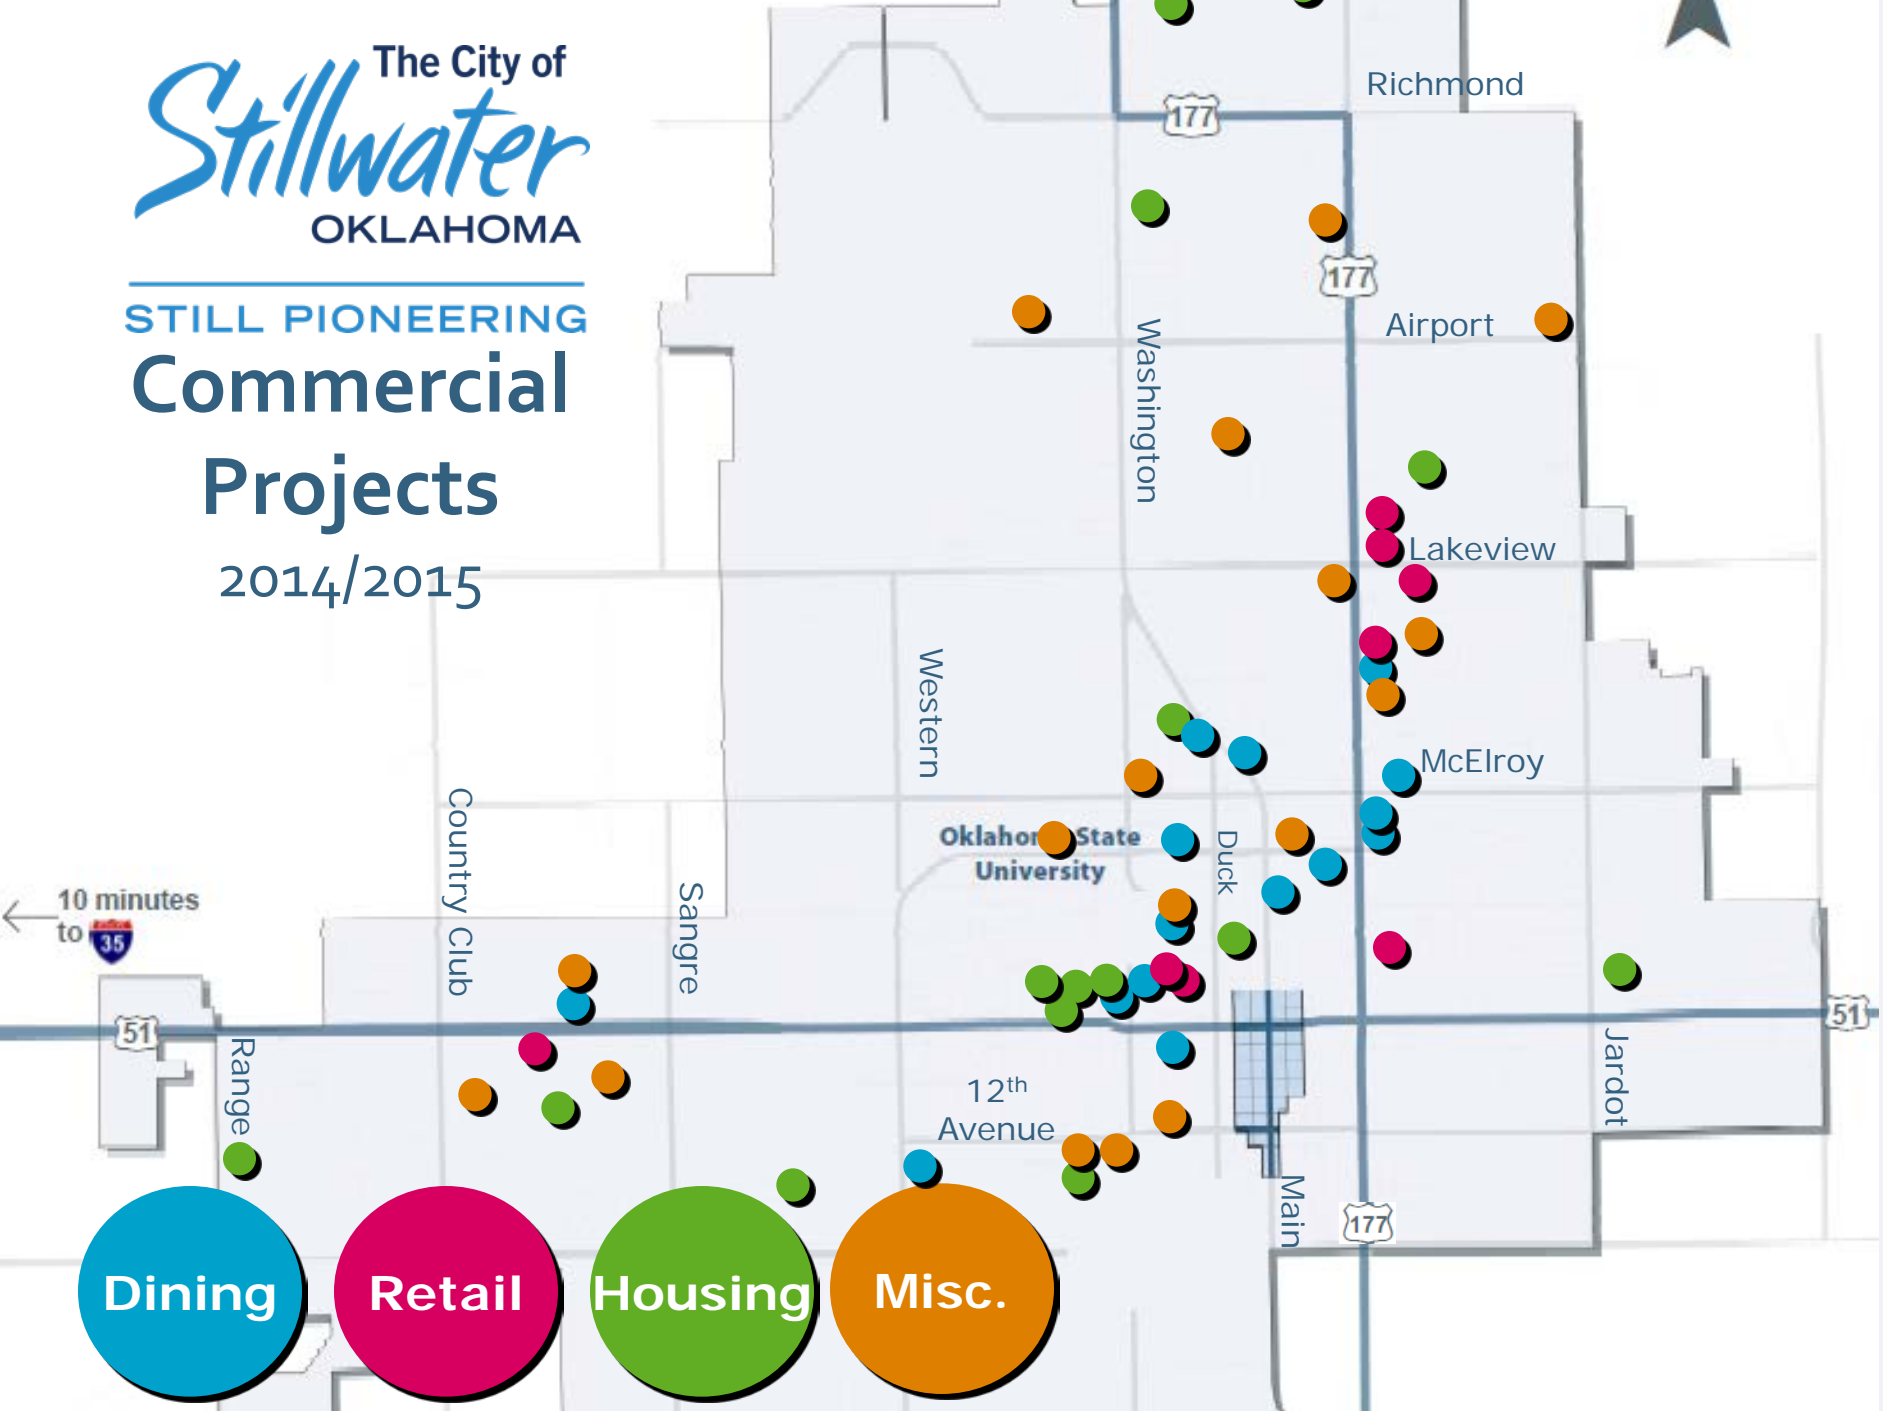 The City of
Stillwater
OKLAHOMA
STILL PIONEERING
Commercial
Projects
2014/2015
Richmond
177
177
Airport
Washington
Lakeview
Western
McElroy
Country Club
Oklaho State
University
Duck
Sangre
10 minutes
to 35
51
51
Range
12th
Avenue
Jardot
Main
177
Dining
Retail
Housing
Misc.